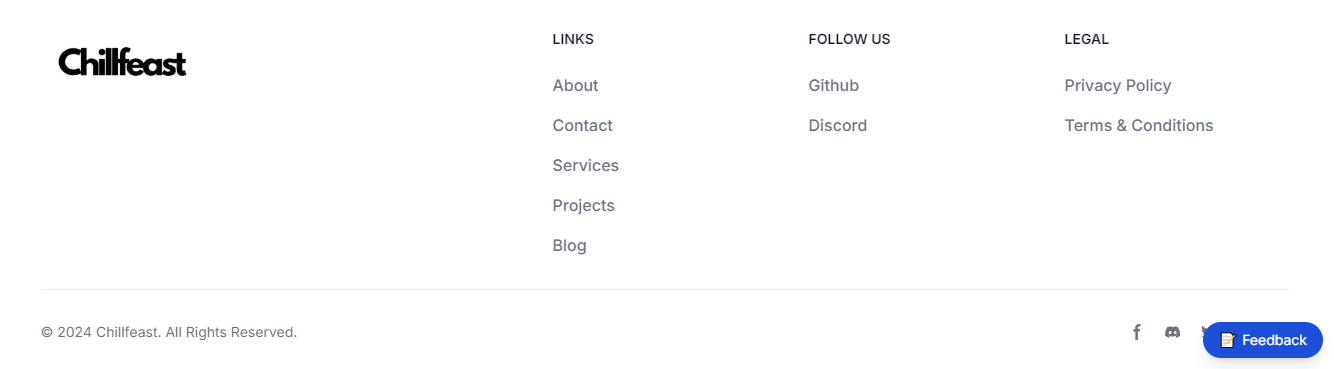 Chillfeast
LINKS
About
Contact
Services
Projects
Blog
FOLLOW US
Github
Discord
LEGAL
Privacy Policy
Terms & Conditions
© 2024 Chillfeast. All Rights Reserved.
📝 Feedback